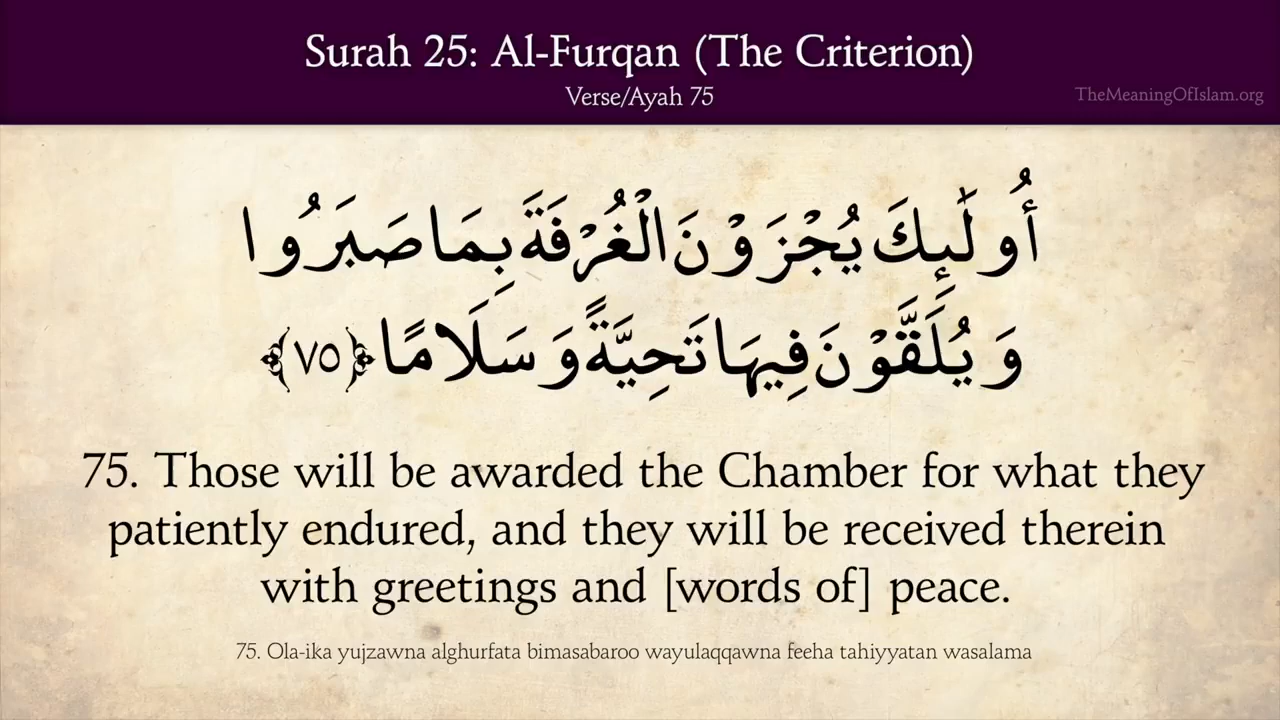 Surah 25: Al-Furqan (The Criterion)
Verse/Ayah 75
TheMeaningOfIslam.org
أُولَٰئِكَ يُجْزَوْنَ الْغُرْفَةَ بِمَا صَبَرُوا
وَيُلَقَّوْنَ فِيهَا تَحِيَّةً وَسَلَامًا ﴿٧٥﴾
75. Those will be awarded the Chamber for what they
patiently endured, and they will be received therein
with greetings and [words of] peace.
75. Ola-ika yujzawna alghurfata bimasabaroo wayulaqqawna feeha tahiyyatan wasalama